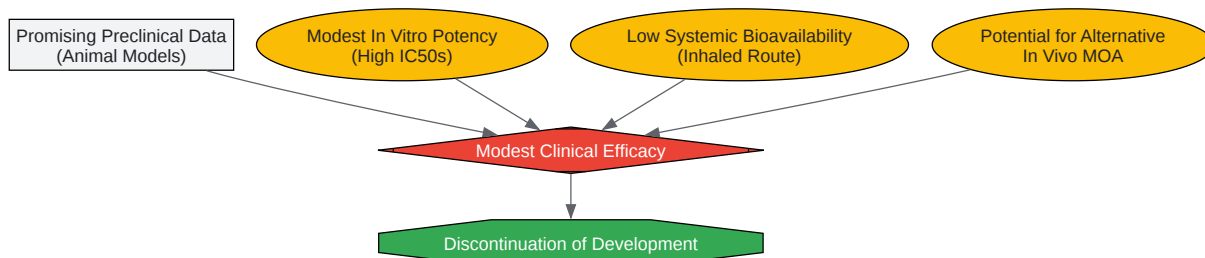 Promising Preclinical Data
(Animal Models)
Modest In Vitro Potency
(High IC50s)
Low Systemic Bioavailability
(Inhaled Route)
Potential for Alternative
In Vivo MOA
Modest Clinical Efficacy
Discontinuation of Development